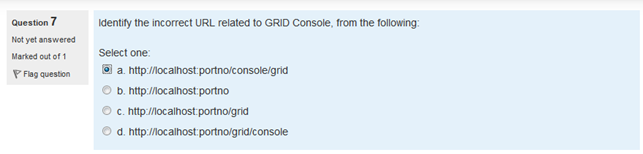 Question 7
Not yet answered
Marked out of 1
Flag question
Identify the incorrect URL related to GRID Console, from the following:
Select one:
a. http://localhost:portno/console/grid
b. http://localhost:portno
c. http://localhost:portno/grid
d. http://localhost:portno/grid/console